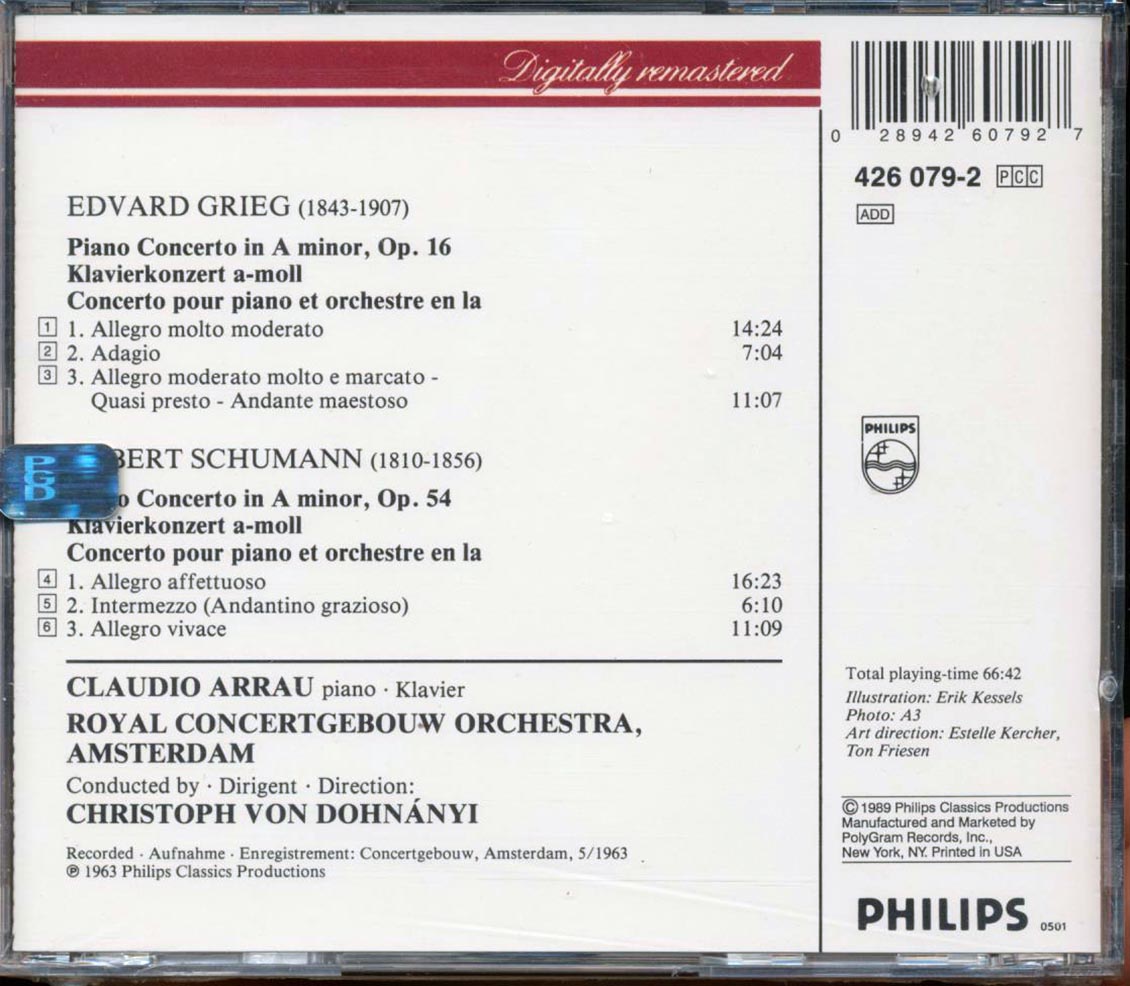 Digitally remastered
0 28942 60792 7
426 079-2 PCC
ADD
EDVARD GRIEG (1843-1907)
Piano Concerto in A minor, Op. 16
Klavierkonzert a-moll
Concerto pour piano et orchestre en la
1 1. Allegro molto moderato 14:24
2 2. Adagio 7:04
3 3. Allegro moderato molto e marcato -
Quasi presto - Andante maestoso 11:07
PGD
BERT SCHUMANN (1810-1856)
o Concerto in A minor, Op. 54
Klavierkonzert a-moll
Concerto pour piano et orchestre en la
4 1. Allegro affettuoso 16:23
5 2. Intermezzo (Andantino grazioso) 6:10
6 3. Allegro vivace 11:09
CLAUDIO ARRAU piano · Klavier
ROYAL CONCERTGEBOUW ORCHESTRA,
AMSTERDAM
Conducted by · Dirigent · Direction:
CHRISTOPH VON DOHNÁNYI
Recorded · Aufnahme · Enregistrement: Concertgebouw, Amsterdam, 5/1963
℗ 1963 Philips Classics Productions
PHILIPS
Total playing-time 66:42
Illustration: Erik Kessels
Photo: A3
Art direction: Estelle Kercher,
Ton Friesen
© 1989 Philips Classics Productions
Manufactured and Marketed by
PolyGram Records, Inc.,
New York, NY. Printed in USA
PHILIPS 0501